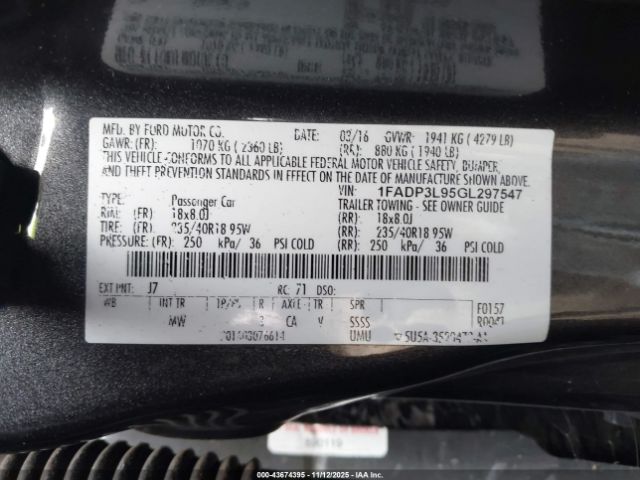 MFD. BY FORD MOTOR CO. DATE: 03/16 GVWR: 1941 KG ( 4279 LB)
GAWR: (FR): 1070 KG ( 2360 LB) (RR): 880 KG ( 1940 LB)
THIS VEHICLE CONFORMS TO ALL APPLICABLE FEDERAL MOTOR VEHICLE SAFETY, BUMPER,
AND THEFT PREVENTION STANDARDS IN EFFECT ON THE DATE OF MANUFACTURE SHOWN ABOVE.
VIN: 1FADP3L95GL297547
TYPE: Passenger Car TRAILER TOWING - SEE OWNER GUIDE
RIM: (FR) 18x8.0J (RR): 18x8.0J
TIRE: (FR) 235/40R18 95W (RR): 235/40R18 95W
PRESSURE: (FR) 250 kPa/ 36 PSI COLD (RR): 250 kPa/ 36 PSI COLD
EXT PNT: J7 RC: 71 DSO:
WB INT TR TP/PS R AXLE TR SPR F0157
MW CA V SSSS
UMU
000-43674395 - 11/12/2025 - IAAI.com